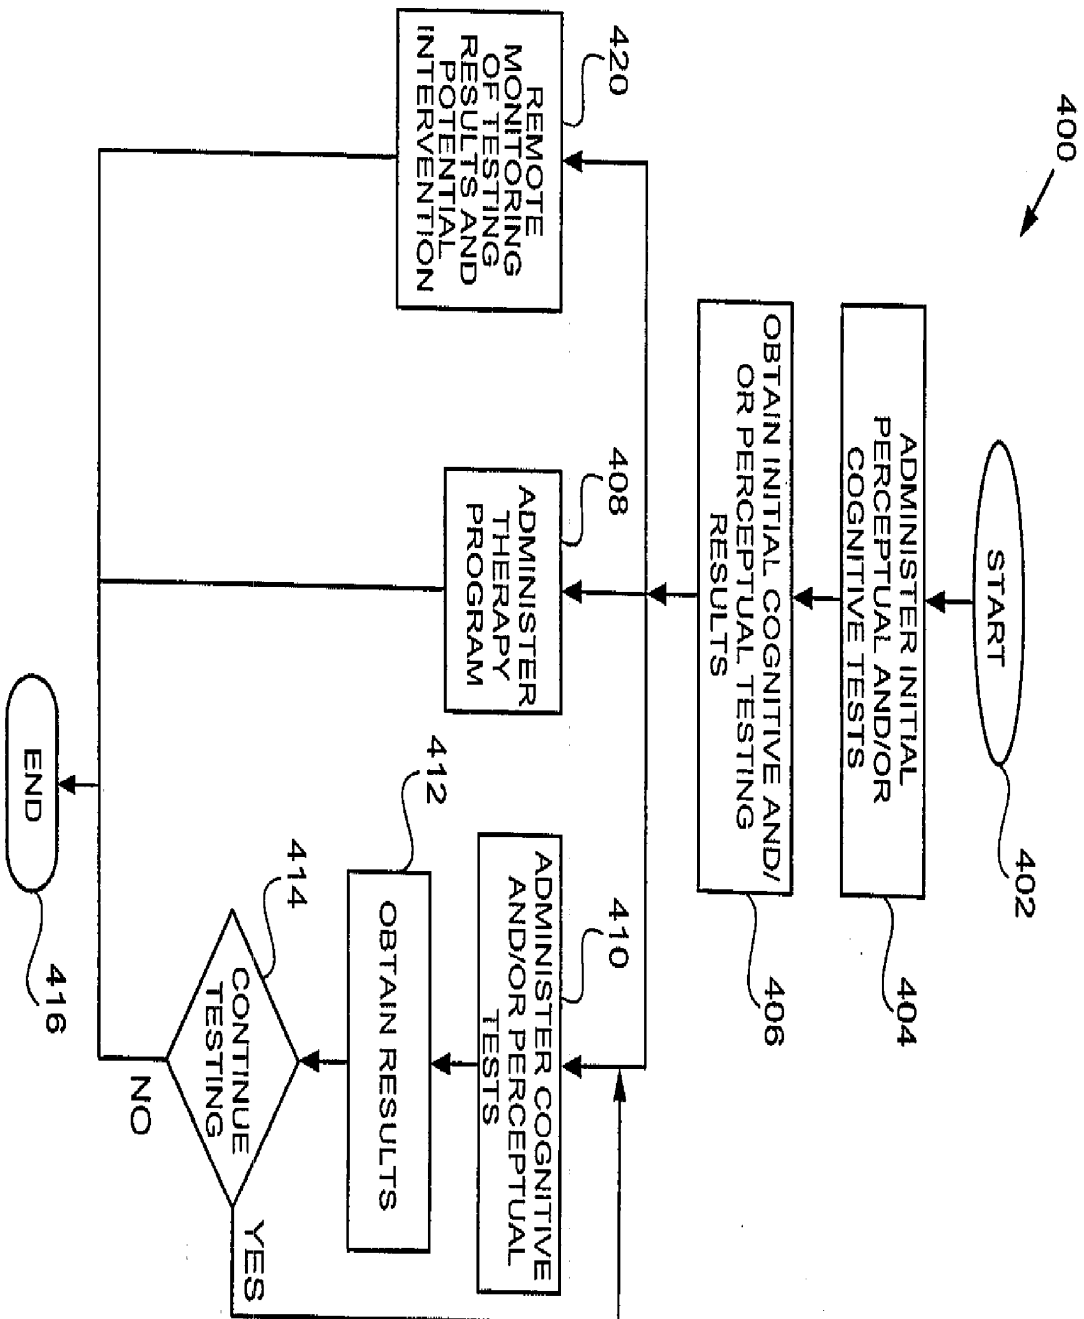 400
START
402
ADMINISTER INITIAL
PERCEPTUAL AND/OR
COGNITIVE TESTS
404
OBTAIN INITIAL COGNITIVE AND/
OR PERCEPTUAL TESTING
RESULTS
406
420
REMOTE
MONITORING
OF TESTING
RESULTS AND
POTENTIAL
INTERVENTION
408
ADMINISTER
THERAPY
PROGRAM
410
ADMINISTER COGNITIVE
AND/OR PERCEPTUAL
TESTS
412
OBTAIN RESULTS
414
CONTINUE
TESTING
YES
NO
END
416